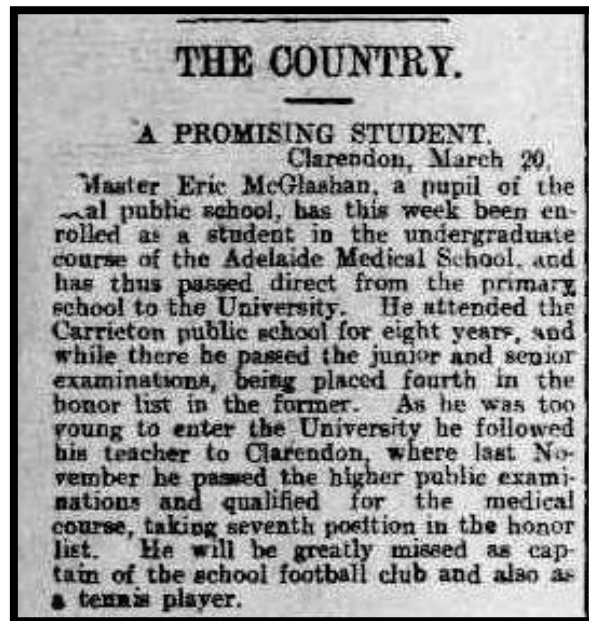 THE COUNTRY.
A PROMISING STUDENT.
Clarendon, March 20.
Master Eric McGlashan, a pupil of the
al public school, has this week been en-
rolled as a student in the undergraduate
course of the Adelaide Medical School, and
has thus passed direct from the primary
school to the University. He attended the
Carrieton public school for eight years, and
while there he passed the junior and senior
examinations, being placed fourth in the
honor list in the former. As he was too
young to enter the University he followed
his teacher to Clarendon, where last No-
vember he passed the higher public exami-
nations and qualified for the medical
course, taking seventh position in the honor
list. He will be greatly missed as cap-
tain of the school football club and also as
a tennis player.